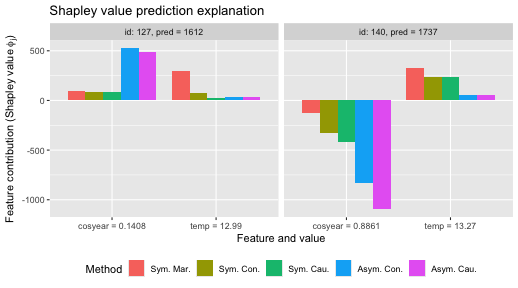 Shapley value prediction explanation
id: 127, pred = 1612
id: 140, pred = 1737
Feature contribution (Shapley value ϕⱼ)
500
0
-500
-1000
cosyear = 0.1408
temp = 12.99
cosyear = 0.8861
temp = 13.27
Feature and value
Method
Sym. Mar.
Sym. Con.
Sym. Cau.
Asym. Con.
Asym. Cau.